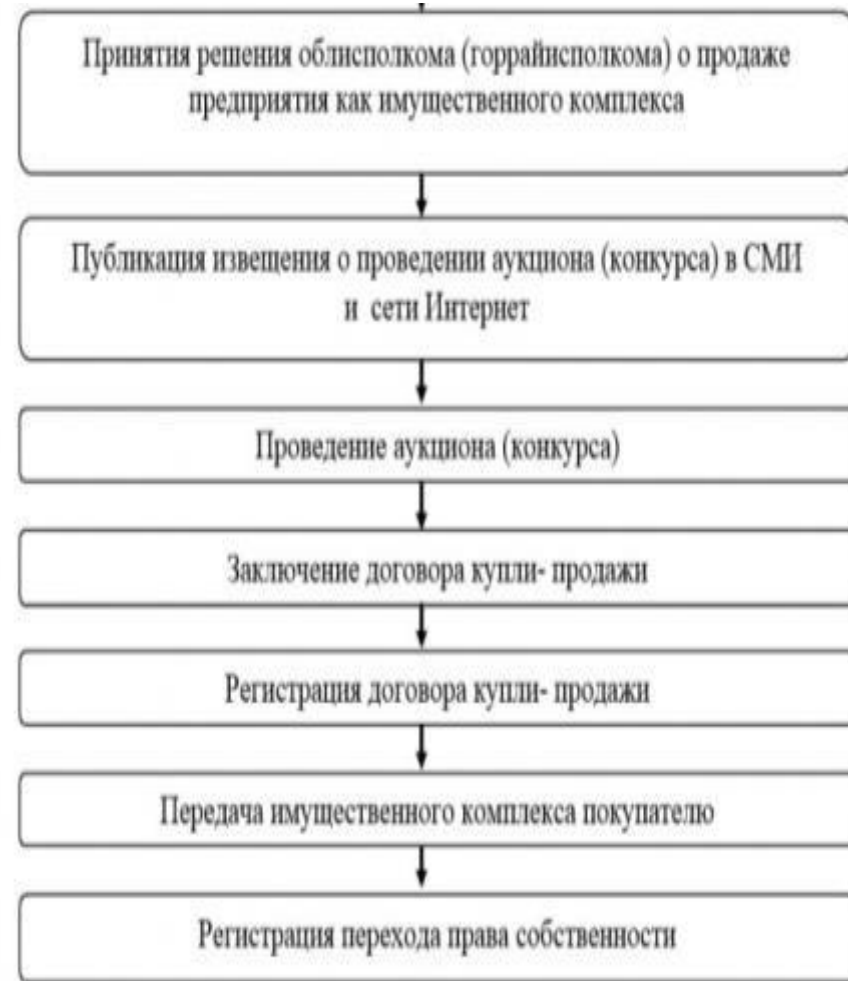 Принятия решения облисполкома (горрайисполкома) о продаже
предприятия как имущественного комплекса
Публикация извещения о проведении аукциона (конкурса) в СМИ
и сети Интернет
Проведение аукциона (конкурса)
Заключение договора купли- продажи
Регистрация договора купли- продажи
Передача имущественного комплекса покупателю
Регистрация перехода права собственности